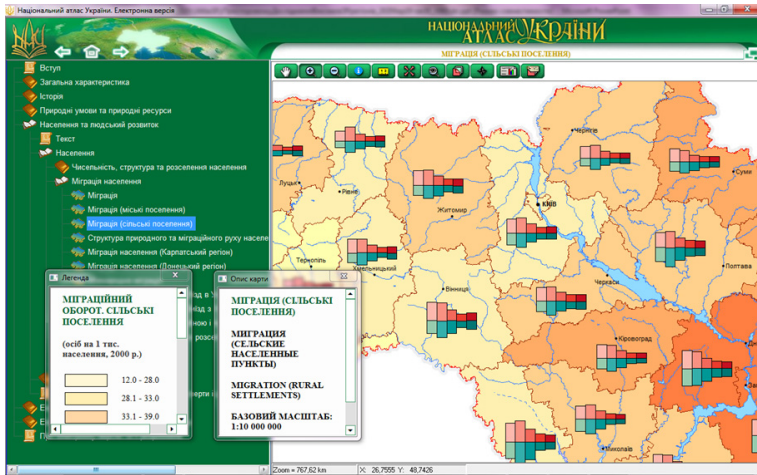 Національний атлас України. Електронна версія
НАЦІОНАЛЬНИЙ
АТЛАС УКРАЇНИ
МІГРАЦІЯ (СІЛЬСЬКІ ПОСЕЛЕННЯ)
Вступ
Загальна характеристика
Історія
Природні умови та природні ресурси
Населення та людський розвиток
Текст
Населення
Чисельність, структура та розселення населення
Міграція населення
Міграція
Міграція (міські поселення)
Міграція (сільські поселення)
Структура природного та міграційного руху населе
Міграція населення (Карпатський регіон)
Міграція населення (Донецький регіон)
Легенда
МІГРАЦІЙНИЙ
ОБОРОТ. СІЛЬСЬКІ
ПОСЕЛЕННЯ
(осіб на 1 тис.
населення, 2000 р.)
12.0 - 28.0
28.1 - 33.0
33.1 - 39.0
Опис карти
МІГРАЦІЯ (СІЛЬСЬКІ
ПОСЕЛЕННЯ)
МИГРАЦИЯ
(СЕЛЬСКИЕ
НАСЕЛЕННЫЕ
ПУНКТЫ)
MIGRATION (RURAL
SETTLEMENTS)
БАЗОВИЙ МАСШТАБ:
1:10 000 000
Чернігів
Суми
Луцьк
Рівне
Житомир
КИЇВ
Полтава
Тернопіль
Хмельницький
Вінниця
Черкаси
Кіровоград
Миколаїв
Zoom = 767,62 km
X: 26,7555 Y: 48,7426